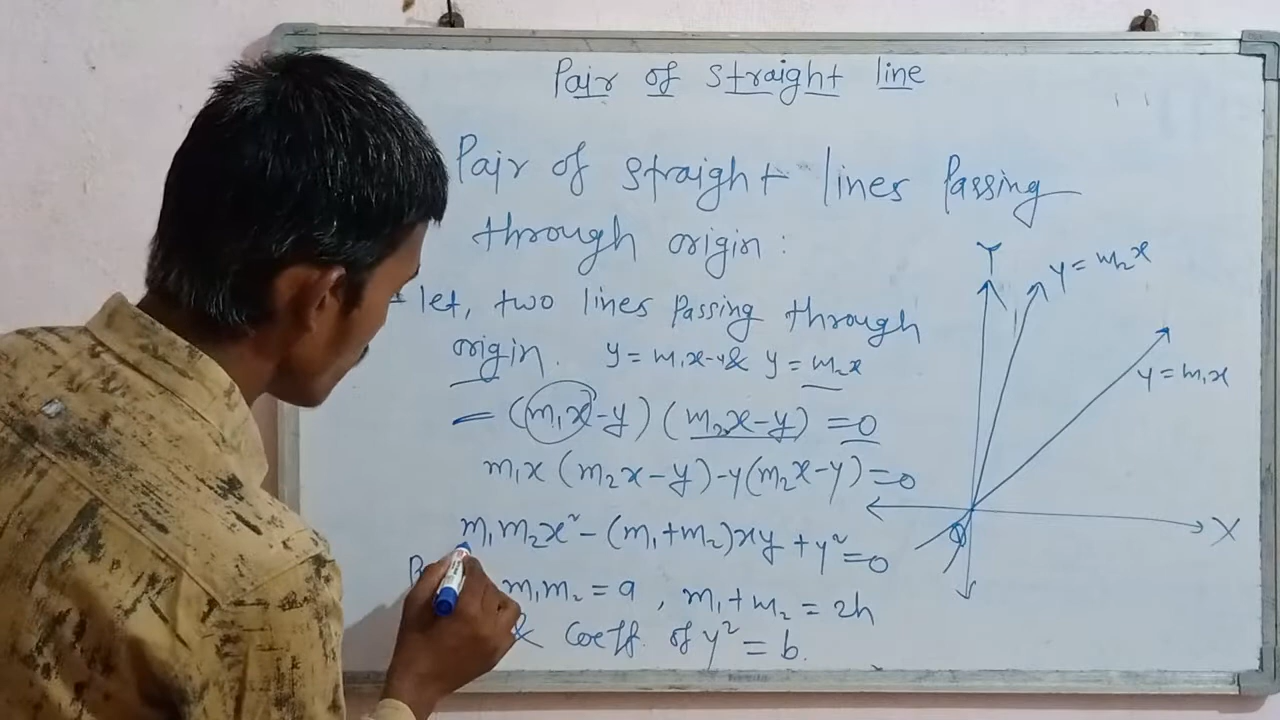 Pair of straight line
Pair of straight lines Passing
through origin :
let, two lines Passing through
origin. y = m₁x-y & y = m₂x
= (m₁x-y) (m₂x-y) = 0
m₁x (m₂x-y) -y(m₂x-y) = 0
m₁m₂x² - (m₁+m₂)xy + y² = 0
m₁m₂ = a , m₁+m₂ = 2h
& Coeff. of y² = b.
Y
y = m₂x
y = m₁x
X